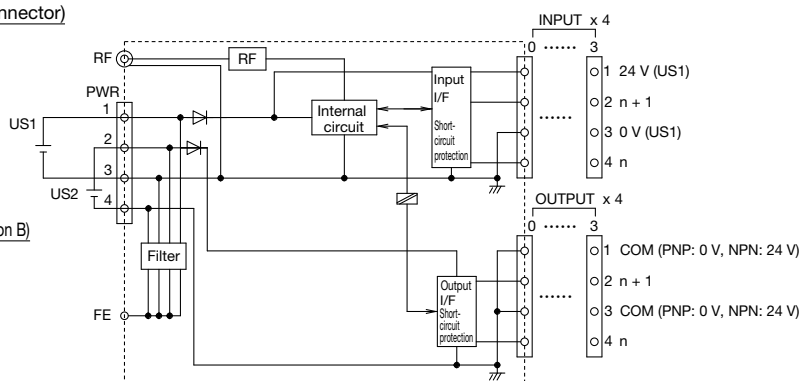 nnector)
INPUT x 4
0 ...... 3
RF
RF
PWR
1
2
3
4
US1
US2
Internal
circuit
Input
I/F
Short-
circuit
protection
1 24 V (US1)
2 n + 1
......
3 0 V (US1)
4 n
on B)
Filter
FE
OUTPUT x 4
0 ...... 3
Output
I/F
Short-
circuit
protection
1 COM (PNP: 0 V, NPN: 24 V)
2 n + 1
......
3 COM (PNP: 0 V, NPN: 24 V)
4 n